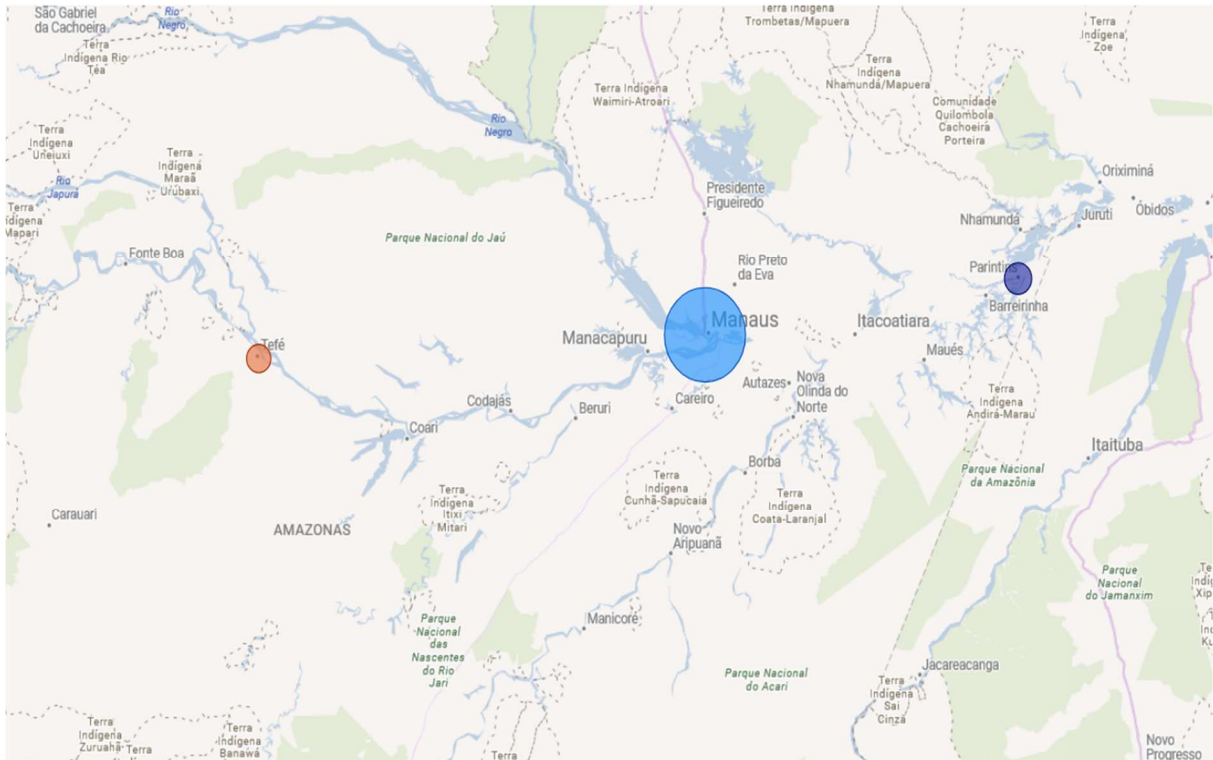 São Gabriel
da Cachoeira
Rio
Negro
Terra
Indígena Rio
Téa
Terra Indígena
Trombetas/Mapuera
Terra
Indígena
Zoe
Terra
Indígena
Nhamundá/Mapuera
Terra Indígena
Waimiri-Atroari
Comunidade
Quilombola
Cachoeira
Porteira
Rio
Negro
Terra
Indígena
Uneiuxi
Terra
Indígena
Maraã
Urubaxi
Rio
Japurá
Terra
Indígena
Mapari
Oriximiná
Óbidos
Juruti
Nhamundá
Presidente
Figueiredo
Parque Nacional do Jaú
Fonte Boa
Rio Preto
da Eva
Parintins
Barreirinha
Manaus
Itacoatiara
Manacapuru
Tefé
Maués
Autazes
Nova
Olinda do
Norte
Careiro
Codajás
Beruri
Coari
Terra
Indígena
Andirá-Marau
Itaituba
Borba
Parque Nacional
da Amazônia
Terra
Indígena
Cunhã-Sapucaia
Terra
Indígena
Coata-Laranjal
Terra
Indígena
Itixi
Mitari
Carauari
AMAZONAS
Novo
Aripuanã
Parque
Nacional
do Jamanxim
Manicoré
Parque
Nacional
das
Nascentes
do Rio
Jari
Parque Nacional
do Acari
Jacareacanga
Terra
Indígena
Sai
Cinza
Terra
Indígena
Zuruahã
Terra
Terra
Indígena
Banawá
Terra
Novo
Progresso